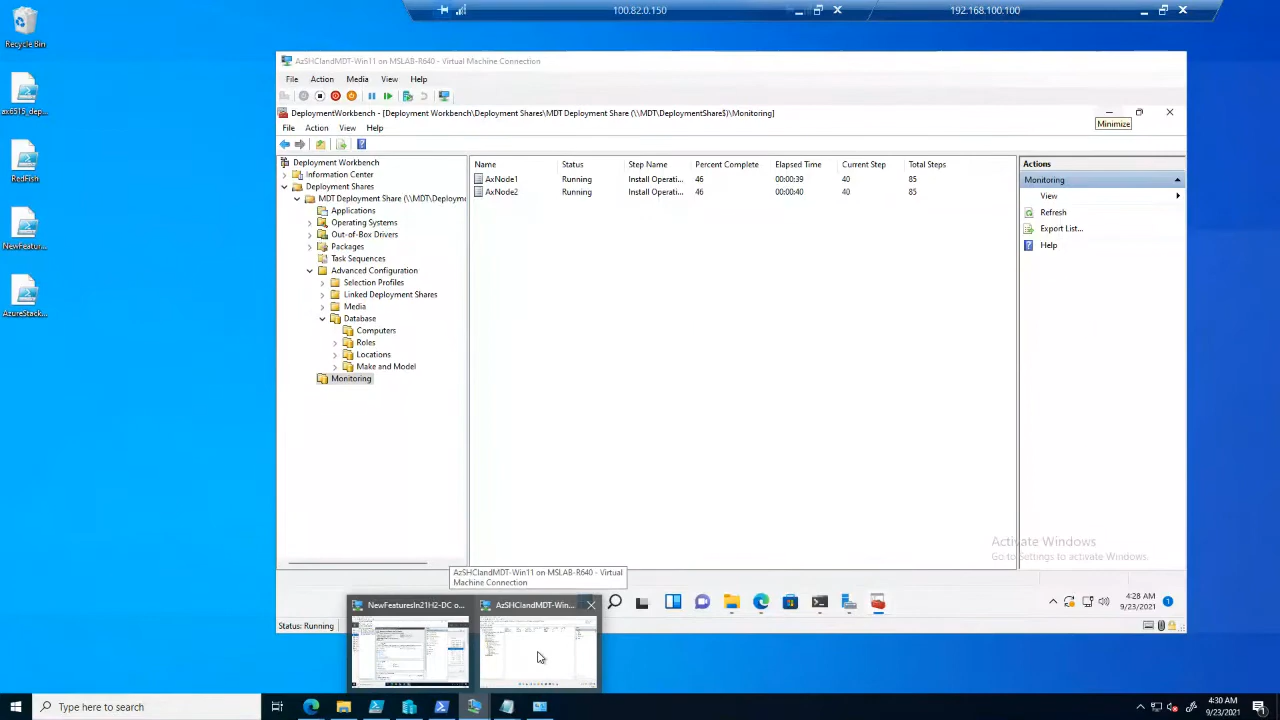 100.82.0.150
192.168.100.100
Recycle Bin
ax6515_dep...
RedFish
NewFeatur...
AzureStack...
AzSHCIandMDT-Win11 on MSLAB-R640 - Virtual Machine Connection
File Action Media View Help
DeploymentWorkbench - [Deployment Workbench\Deployment Shares\MDT Deployment Share (\\MDT\DeploymentShare$)\Monitoring]
Minimize
File Action View Help
Deployment Workbench
Information Center
Deployment Shares
MDT Deployment Share (\\MDT\Deployme
Applications
Operating Systems
Out-of-Box Drivers
Packages
Task Sequences
Advanced Configuration
Selection Profiles
Linked Deployment Shares
Media
Database
Computers
Roles
Locations
Make and Model
Monitoring
Name Status Step Name Percent Complete Elapsed Time Current Step Total Steps
AxNode1 Running Install Operati... 46 00:00:39 40 85
AxNode2 Running Install Operati... 46 00:00:40 40 85
Actions
Monitoring
View
Refresh
Export List...
Help
Activate Windows
Go to Settings to activate Windows.
AzSHCIandMDT-Win11 on MSLAB-R640 - Virtual
Machine Connection
4:28 AM
9/23/2021
1
Status: Running
NewFeaturesIn21H2-DC o...
AzSHCIandMDT-Win...
Type here to search
4:30 AM
9/23/2021
1